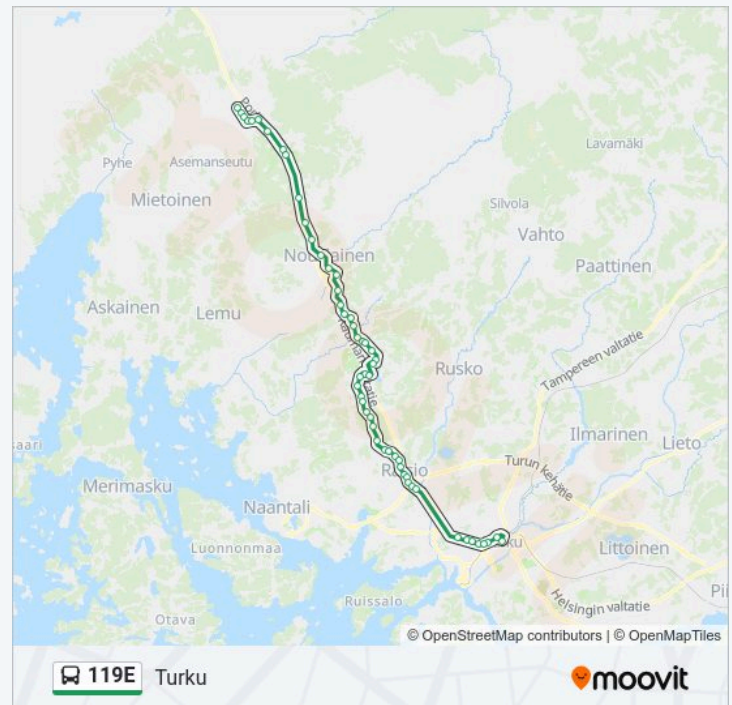 Pyhe
Asemanseutu
Lavamäki
Mietoinen
Silvola
Vahto
Nousiainen
Paattinen
Askainen
Lemu
Rusko
Tampereen valtatie
Ilmarinen
Lieto
Turun kehätie
Merimasku
Raisio
Naantali
Luonnonmaa
Littoinen
Ruissalo
Helsingin valtatie
Otava
© OpenStreetMap contributors | © OpenMapTiles
119E Turku
moovit